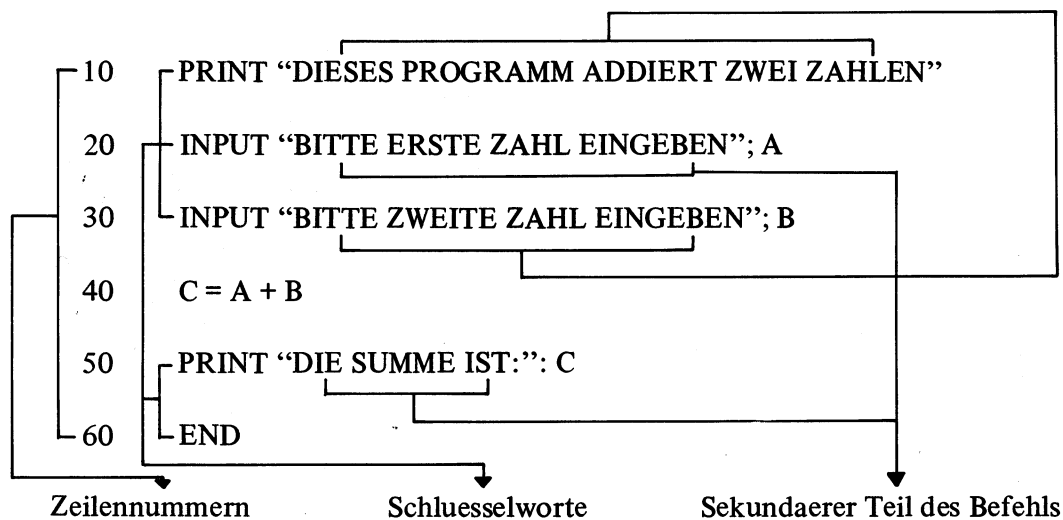 10 PRINT “DIESES PROGRAMM ADDIERT ZWEI ZAHLEN”
20 INPUT “BITTE ERSTE ZAHL EINGEBEN”; A
30 INPUT “BITTE ZWEITE ZAHL EINGEBEN”; B
40 C = A + B
50 PRINT “DIE SUMME IST:”: C
60 END
Zeilennummern Schluesselworte Sekundaerer Teil des Befehls